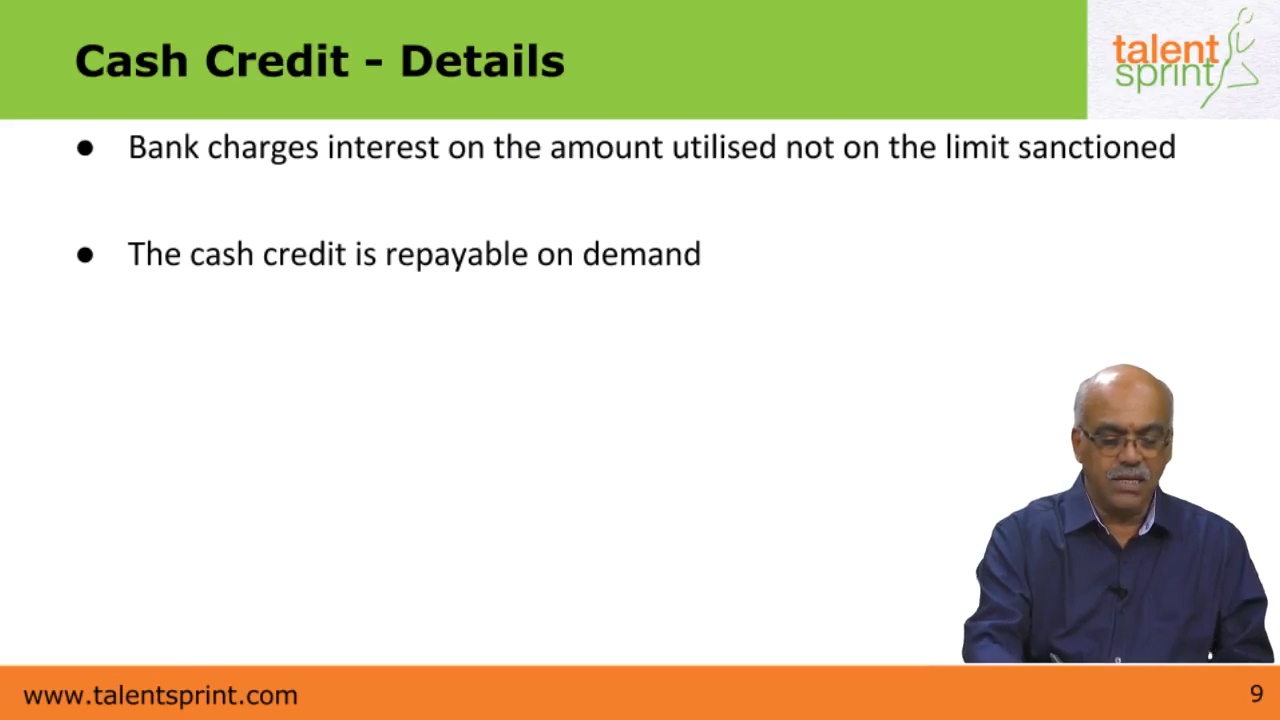 Cash Credit - Details
talent
sprint
● Bank charges interest on the amount utilised not on the limit sanctioned
● The cash credit is repayable on demand
www.talentsprint.com
9